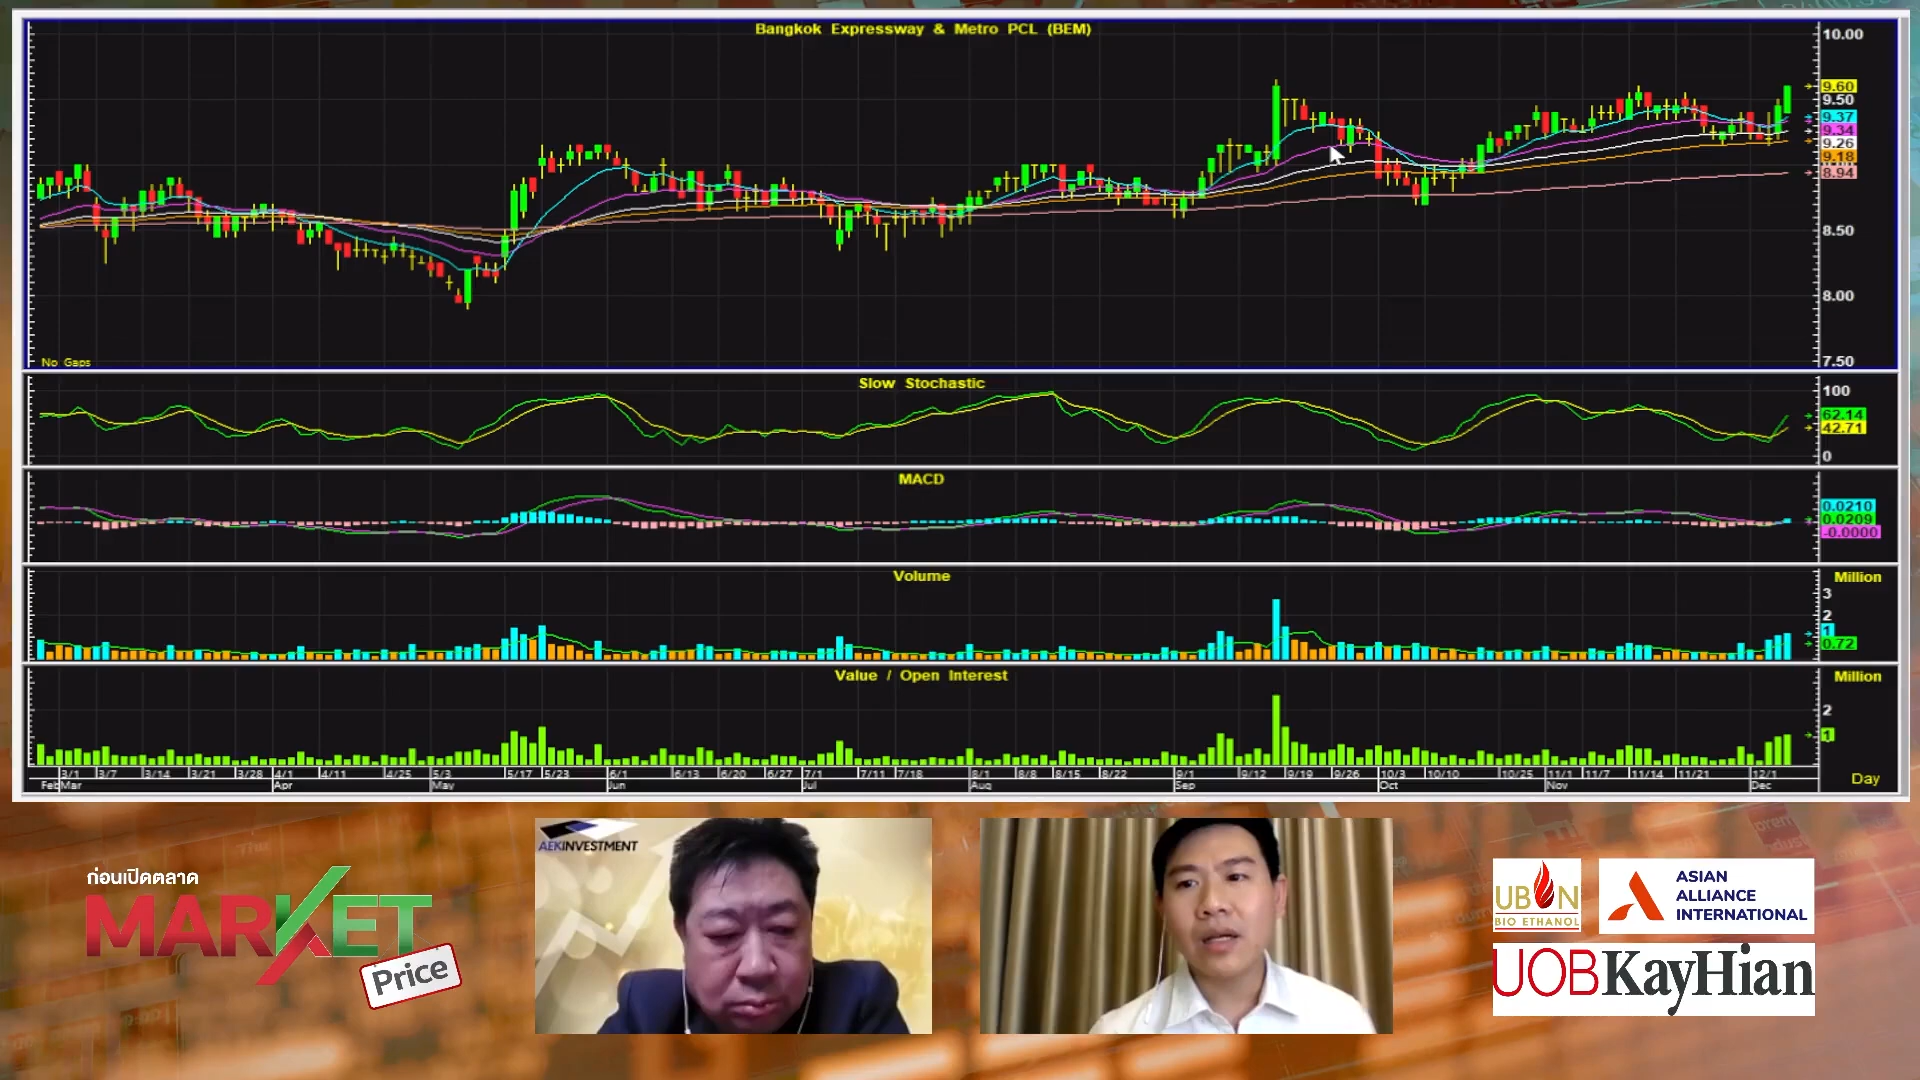 Bangkok Expressway & Metro PCL (BEM)
10.00
9.60
9.50
9.37
9.34
9.26
9.18
8.94
8.50
8.00
7.50
No Gaps
Slow Stochastic
100
62.14
42.71
0
MACD
0.0210
0.0209
-0.0000
Volume
Million
3
2
1
0.72
Value / Open Interest
Million
2
1
3/1 3/7 3/14 3/21 3/28 4/1 4/11 4/25 5/3 5/17 5/23 6/1 6/13 6/20 6/27 7/1 7/11 7/18 8/1 8/8 8/15 8/22 9/1 9/12 9/19 9/26 10/3 10/10 10/25 11/1 11/7 11/14 11/21 12/1
Feb Mar Apr May Jun Jul Aug Sep Oct Nov Dec
Day
ก่อนเปิดตลาด
MARKET
Price
AEKINVESTMENT
UBON
BIO ETHANOL
ASIAN
ALLIANCE
INTERNATIONAL
UOBKayHian